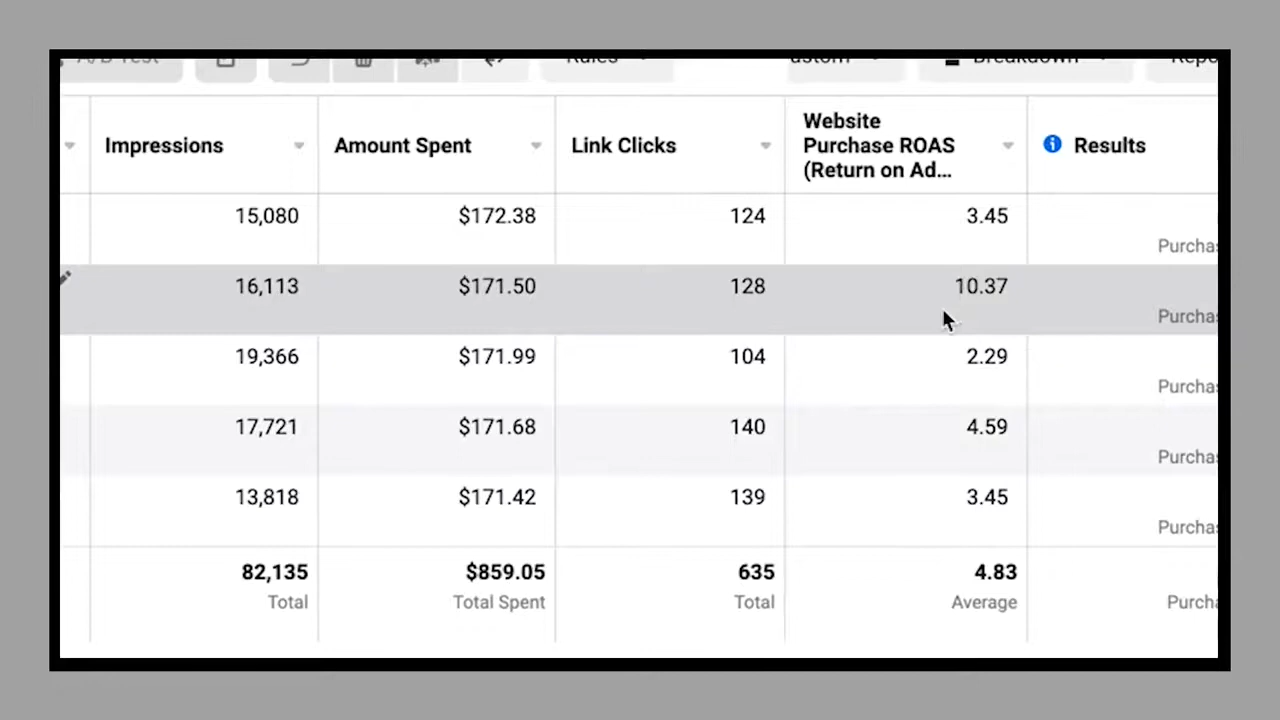 Impressions
Amount Spent
Link Clicks
Website
Purchase ROAS
(Return on Ad...
Results
15,080
$172.38
124
3.45
16,113
$171.50
128
10.37
19,366
$171.99
104
2.29
17,721
$171.68
140
4.59
13,818
$171.42
139
3.45
82,135
$859.05
635
4.83
Total
Total Spent
Total
Average